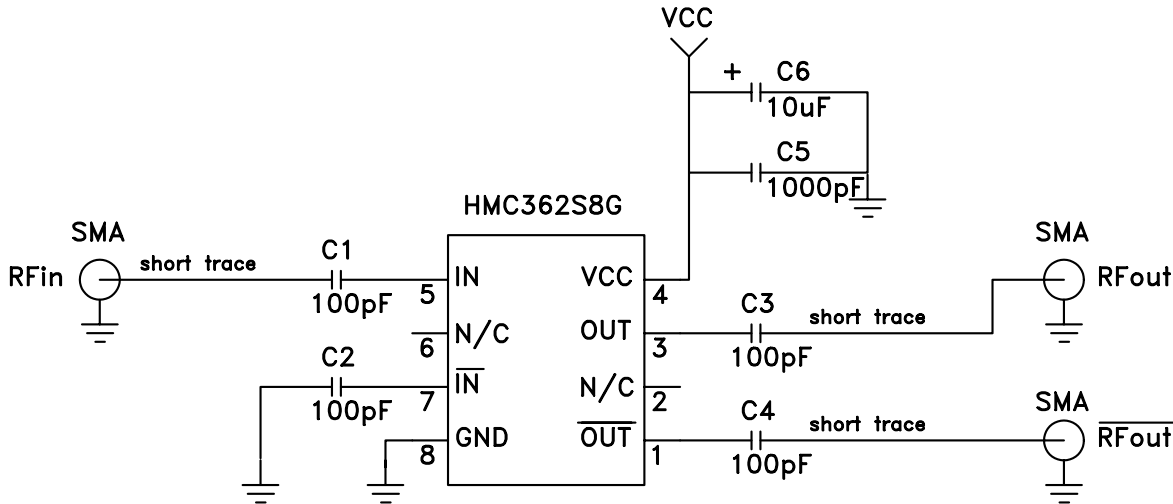 VCC
+ C6
10uF
C5
1000pF
HMC362S8G
SMA
RFin
short trace
C1
100pF
5
IN
6
N/C
C2
100pF
7
IN
8
GND
VCC
4
OUT
3
N/C
2
OUT
1
C3
100pF
short trace
SMA
RFout
C4
100pF
short trace
SMA
RFout